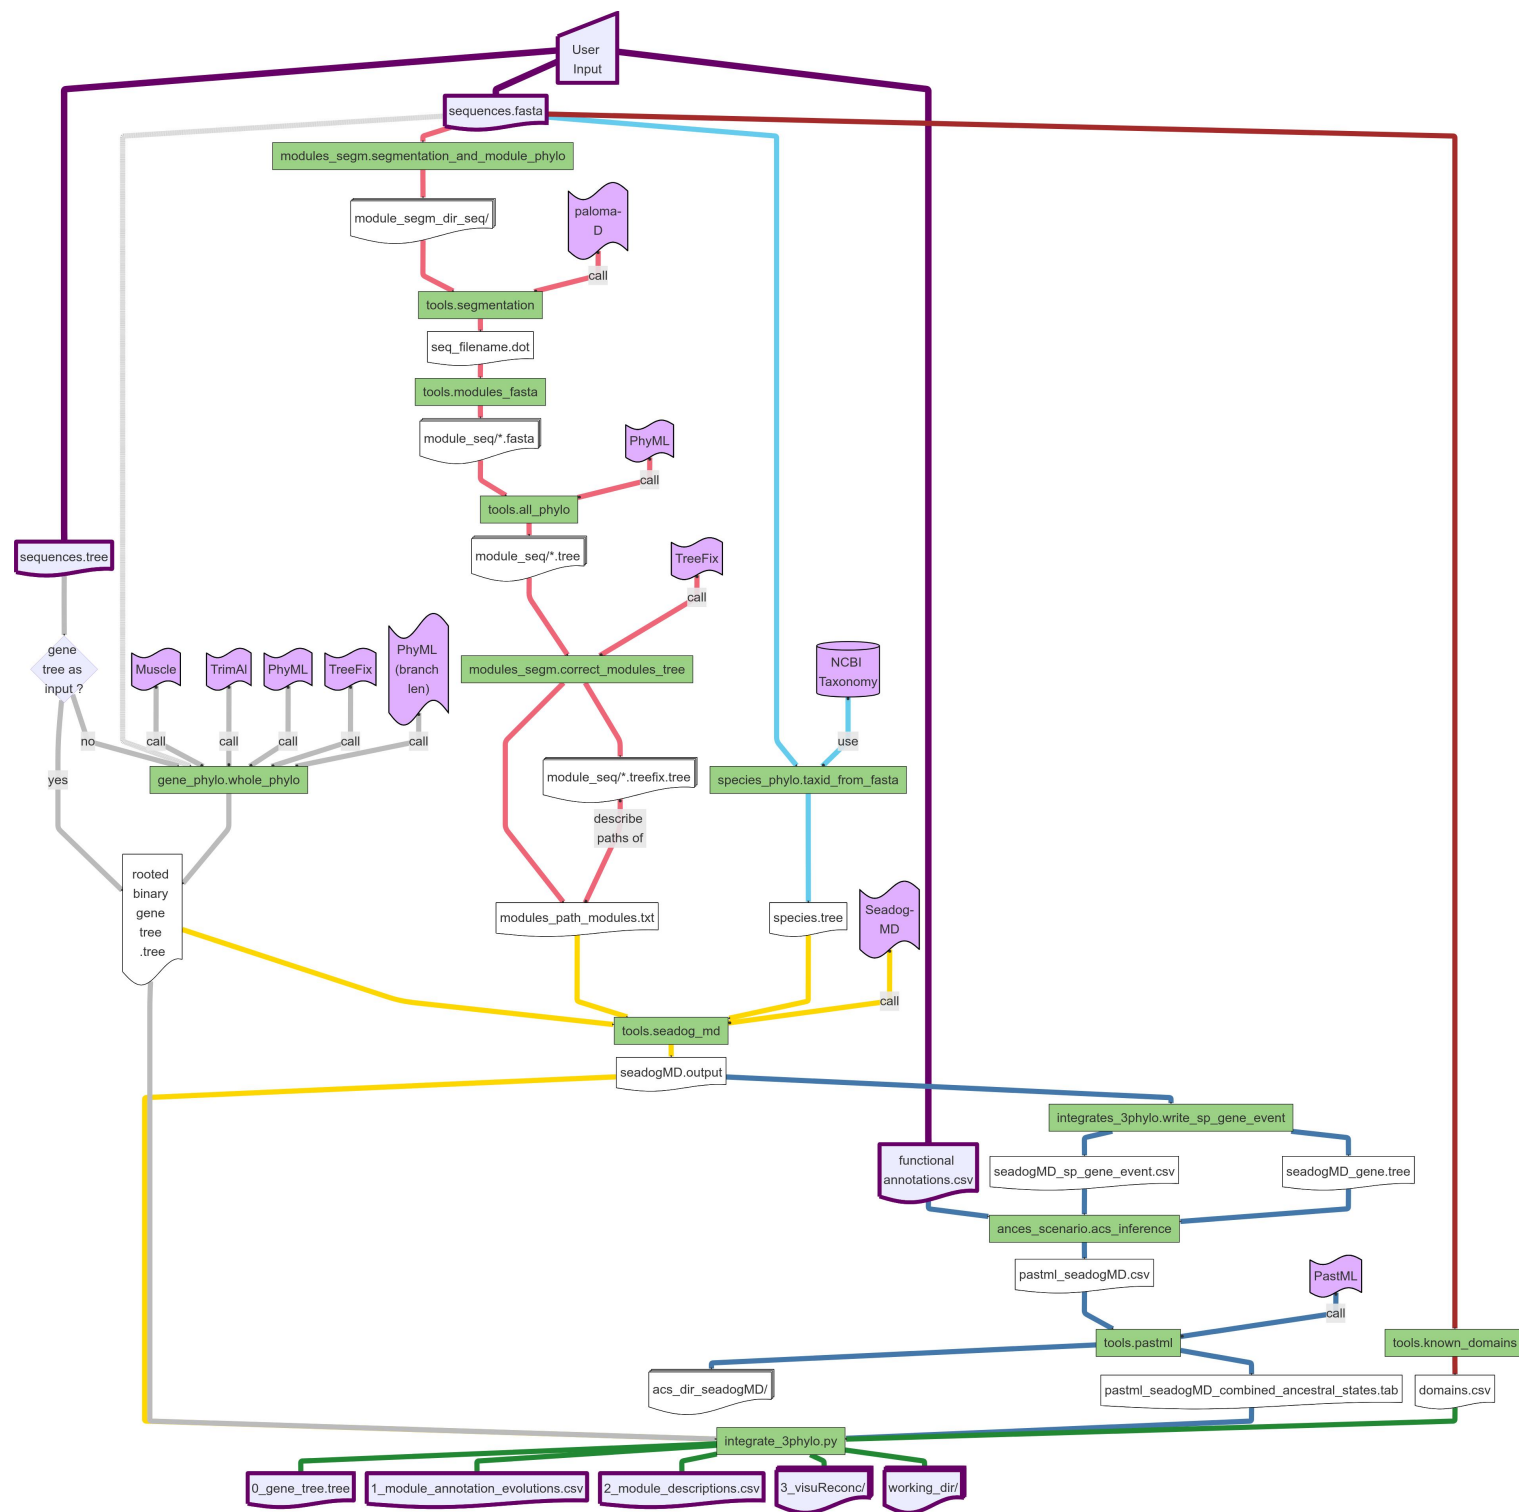 User
Input
sequences.fasta
modules_segm.segmentation_and_module_phylo
module_segm_dir_seq/
paloma-
D
call
tools.segmentation
seq_filename.dot
tools.modules_fasta
module_seq/*.fasta
PhyML
call
tools.all_phylo
sequences.tree
module_seq/*.tree
TreeFix
call
gene
tree as
input ?
Muscle
TrimAl
PhyML
TreeFix
PhyML
(branch
len)
modules_segm.correct_modules_tree
NCBI
Taxonomy
no
call
call
call
call
call
use
yes
gene_phylo.whole_phylo
module_seq/*.treefix.tree
species_phylo.taxid_from_fasta
describe
paths of
rooted
binary
gene
tree
.tree
modules_path_modules.txt
species.tree
Seadog-
MD
call
tools.seadog_md
seadogMD.output
integrates_3phylo.write_sp_gene_event
functional
annotations.csv
seadogMD_sp_gene_event.csv
seadogMD_gene.tree
ances_scenario.acs_inference
pastml_seadogMD.csv
PastML
call
tools.pastml
tools.known_domains
acs_dir_seadogMD/
pastml_seadogMD_combined_ancestral_states.tab
domains.csv
integrate_3phylo.py
0_gene_tree.tree
1_module_annotation_evolutions.csv
2_module_descriptions.csv
3_visuReconc/
working_dir/